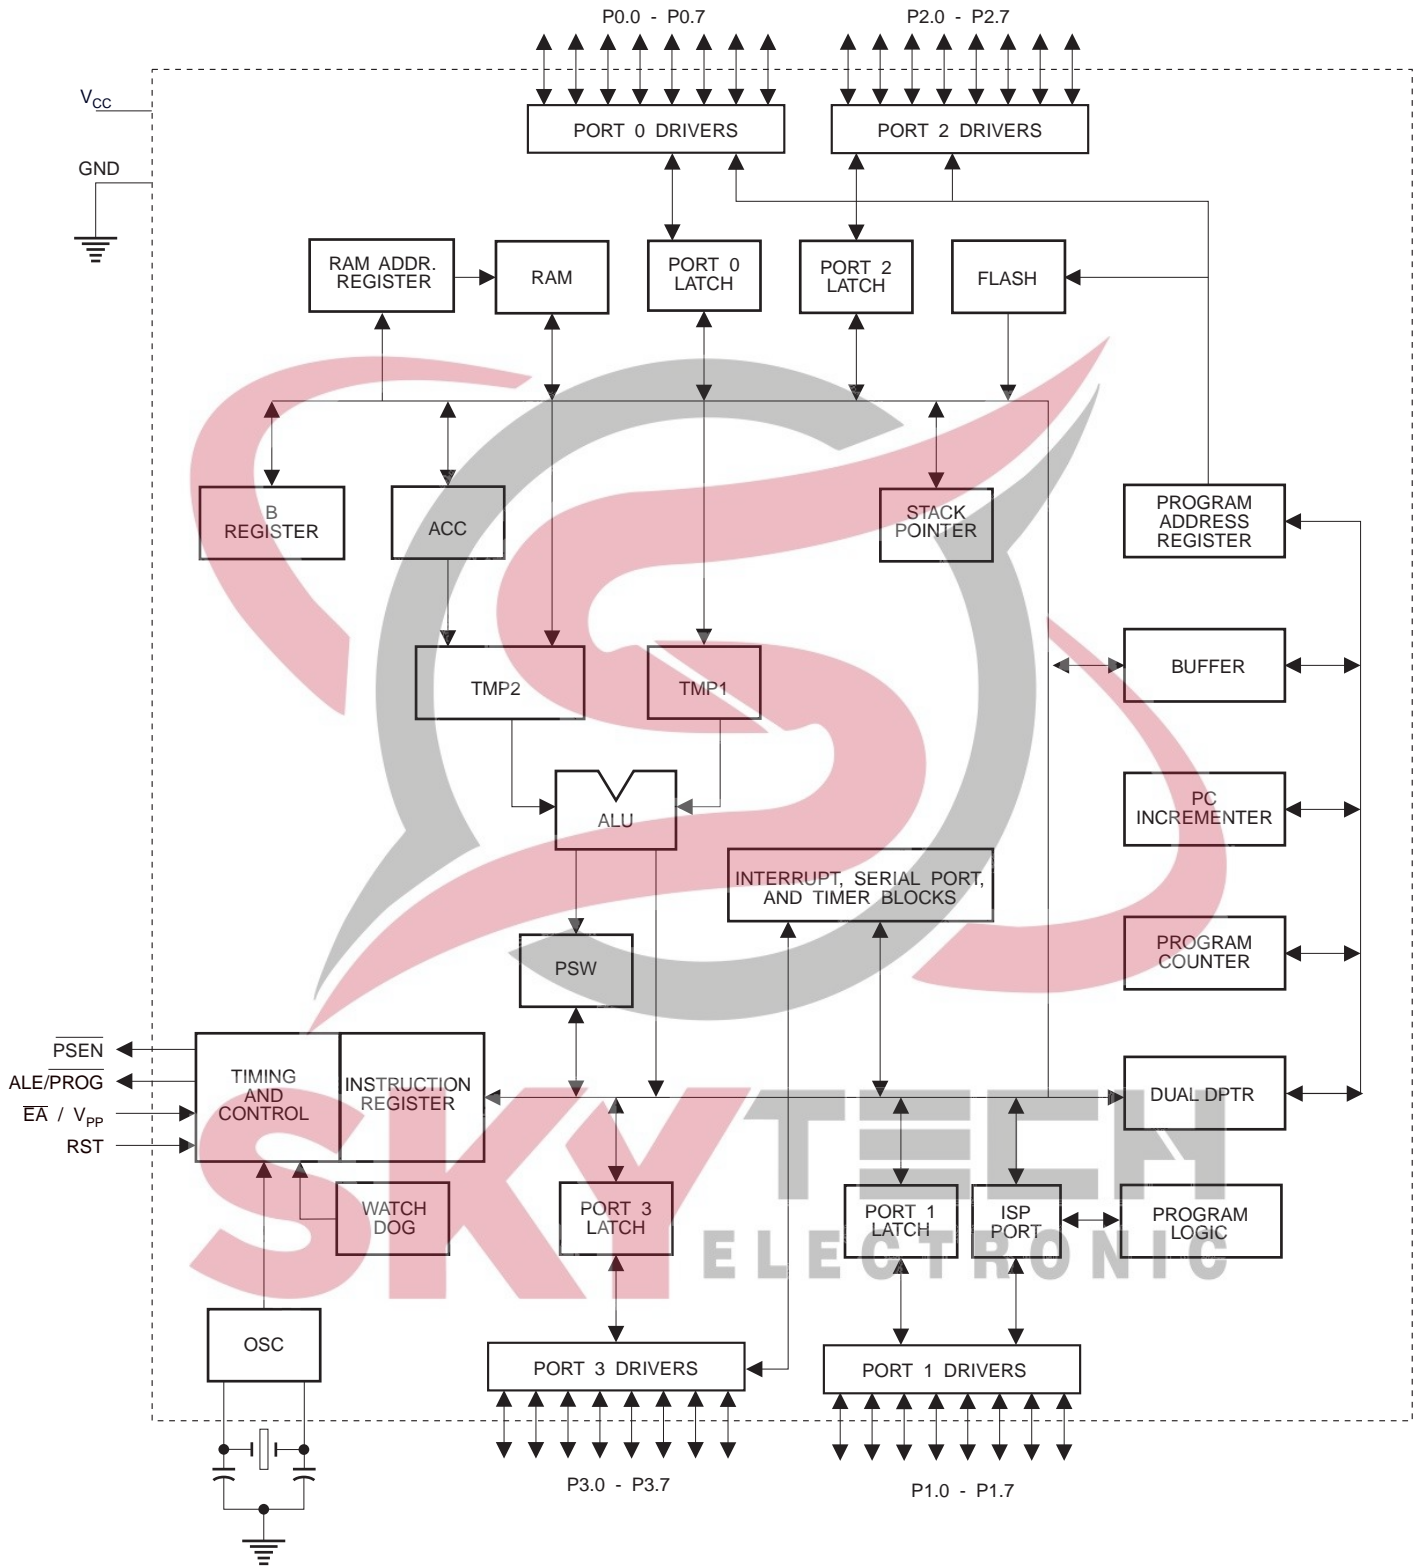 P0.0 - P0.7
P2.0 - P2.7
VCC
GND
PORT 0 DRIVERS
PORT 2 DRIVERS
RAM ADDR.
REGISTER
RAM
PORT 0
LATCH
PORT 2
LATCH
FLASH
B
REGISTER
ACC
STACK
POINTER
PROGRAM
ADDRESS
REGISTER
TMP2
TMP1
BUFFER
ALU
PC
INCREMENTER
INTERRUPT, SERIAL PORT,
AND TIMER BLOCKS
PSW
PROGRAM
COUNTER
PSEN
ALE/PROG
EA / VPP
RST
TIMING
AND
CONTROL
INSTRUCTION
REGISTER
DUAL DPTR
WATCH
DOG
PORT 3
LATCH
PORT 1
LATCH
ISP
PORT
PROGRAM
LOGIC
OSC
PORT 3 DRIVERS
PORT 1 DRIVERS
P3.0 - P3.7
P1.0 - P1.7
SKYTECH
ELECTRONIC